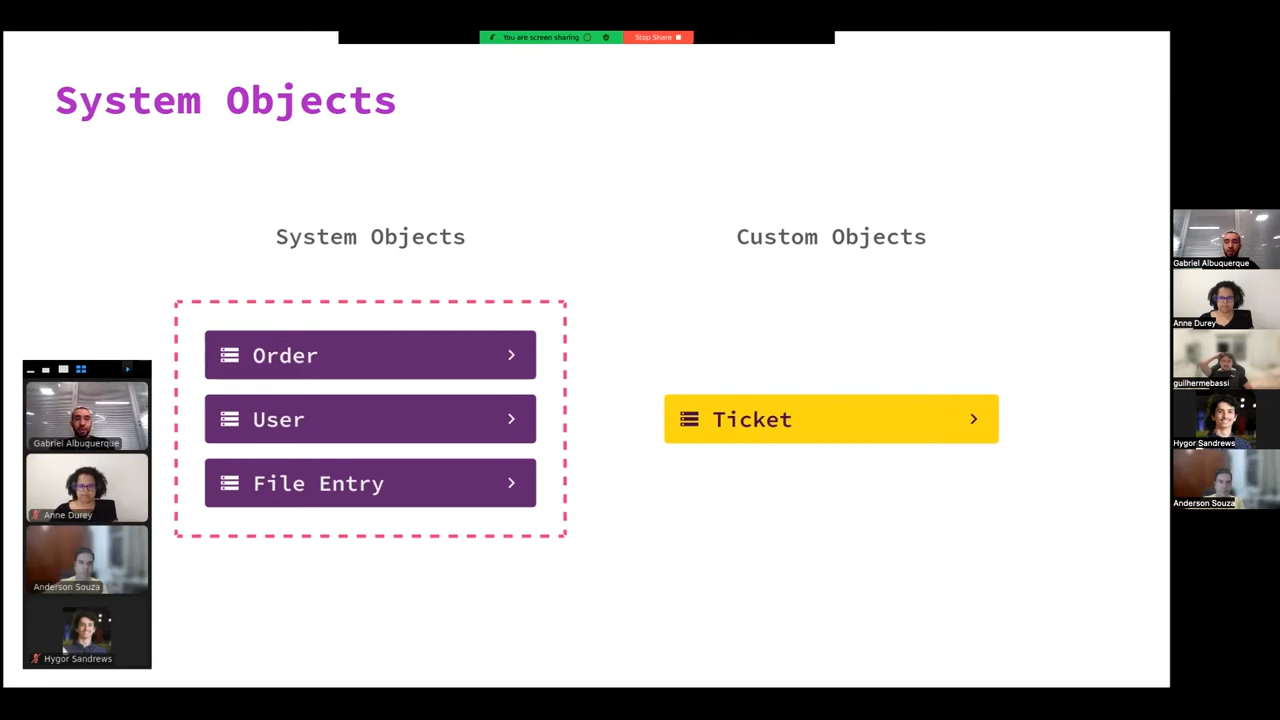 You are screen sharing
Stop Share
System Objects
System Objects
Custom Objects
Order
User
File Entry
Ticket
Gabriel Albuquerque
Anne Durey
Anderson Souza
Hygor Sandrews
Gabriel Albuquerque
Anne Durey
guilhermebassi
Hygor Sandrews
Anderson Souza